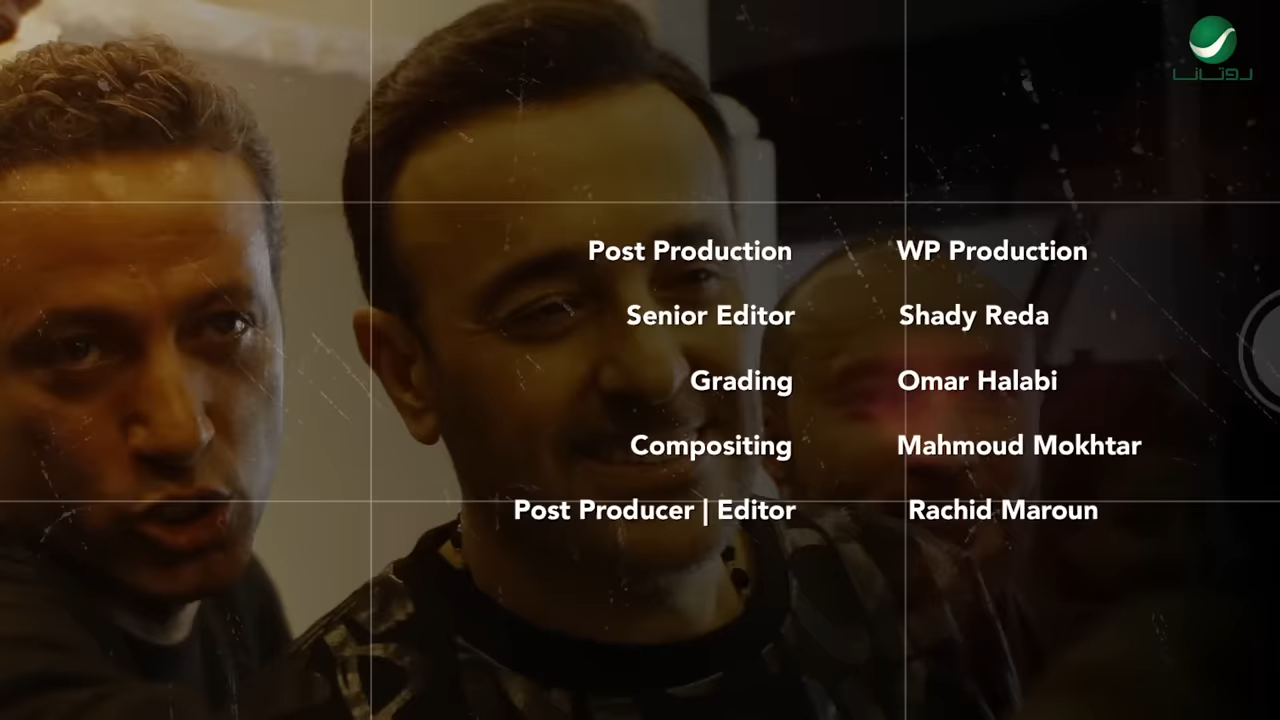 روتانا
Post Production WP Production
Senior Editor Shady Reda
Grading Omar Halabi
Compositing Mahmoud Mokhtar
Post Producer | Editor Rachid Maroun